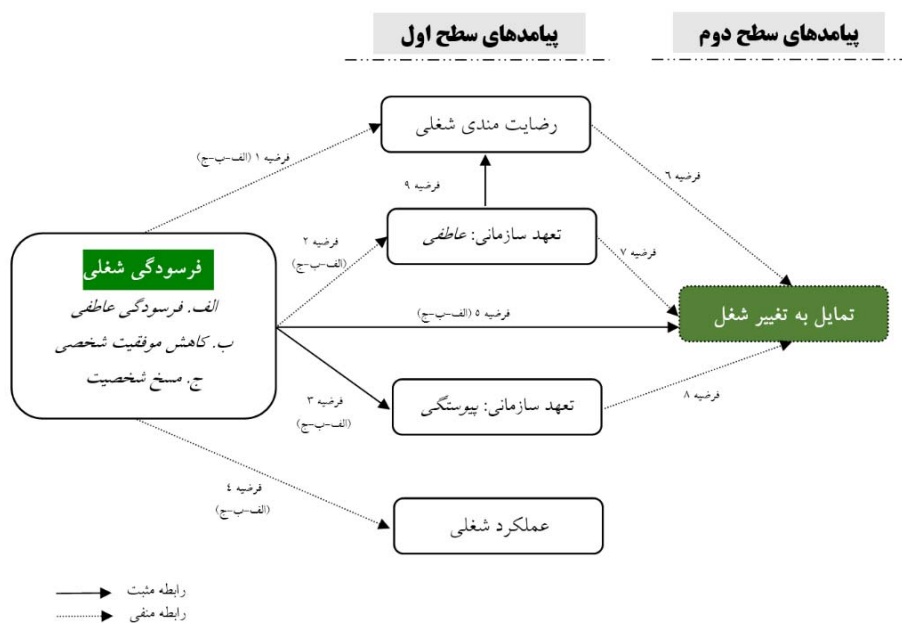 پیامدهای سطح اول
پیامدهای سطح دوم
رضایت مندی شغلی
فرضیه ۱ (الف-ب-ج)
فرضیه ۶
فرضیه ۹
فرضیه ۲
(الف-ب-ج)
تعهد سازمانی: عاطفی
فرضیه ۷
فرسودگی شغلی
الف. فرسودگی عاطفی
ب. کاهش موفقیت شخصی
ج. مسخ شخصیت
فرضیه ۵ (الف-ب-ج)
تمایل به تغییر شغل
فرضیه ۳
(الف-ب-ج)
تعهد سازمانی: پیوستگی
فرضیه ۸
فرضیه ٤
(الف-ب-ج)
عملکرد شغلی
رابطه مثبت
رابطه منفی